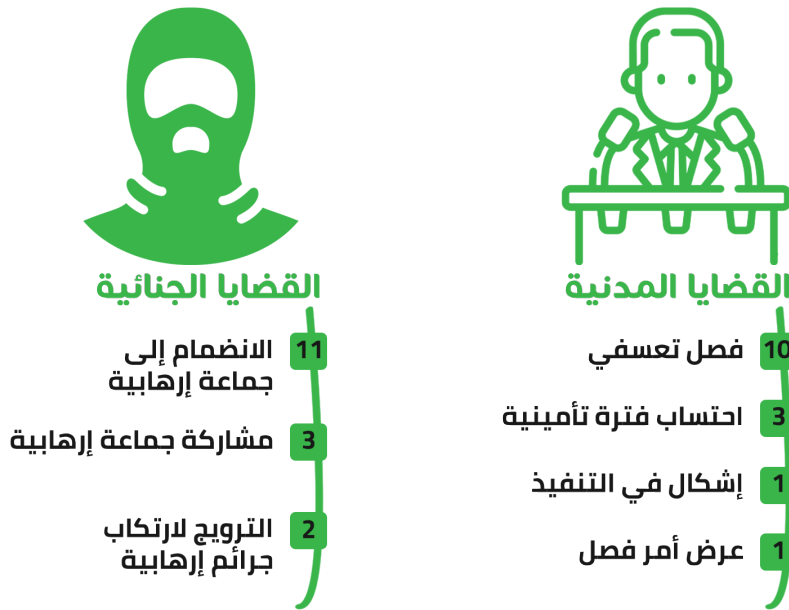 القضايا المدنية
10 فصل تعسفي
3 احتساب فترة تأمينية
1 إشكال في التنفيذ
1 عرض أمر فصل
القضايا الجنائية
11 الانضمام إلى
جماعة إرهابية
3 مشاركة جماعة إرهابية
2 الترويج لارتكاب
جرائم إرهابية